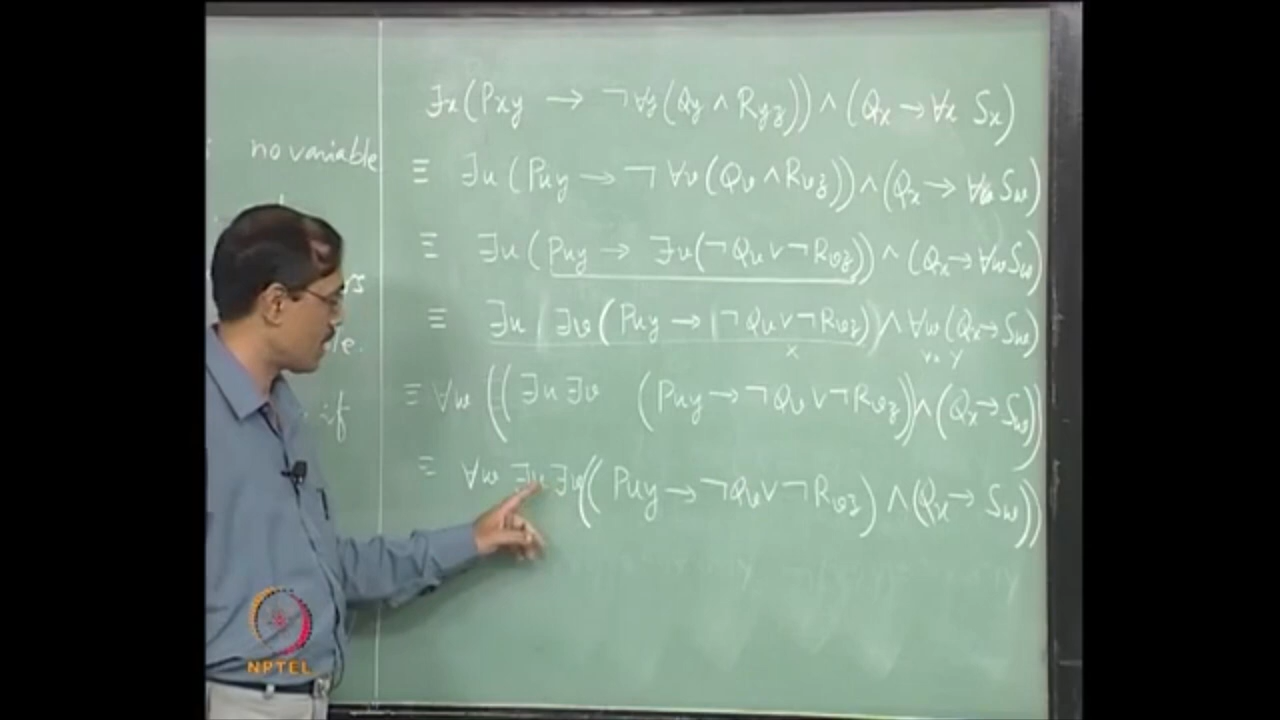 no variable
if
∃x(Pxy → ¬∀y(Qy ∧ Ryz)) ∧ (Qx → ∀x Sx)
≡ ∃u(Puy → ¬∀v(Qv ∧ Rvz)) ∧ (Qx → ∀w Sw)
≡ ∃u(Puy → ∃v(¬Qv ∨ ¬Rvz)) ∧ (Qx → ∀w Sw)
≡ ∃u ∃v(Puy → ¬Qv ∨ ¬Rvz) ∧ ∀w(Qx → Sw)
≡ ∀w((∃u ∃v (Puy → ¬Qv ∨ ¬Rvz)) ∧ (Qx → Sw))
≡ ∀w ∃u ∃v((Puy → ¬Qv ∨ ¬Rvz) ∧ (Qx → Sw))
NPTEL